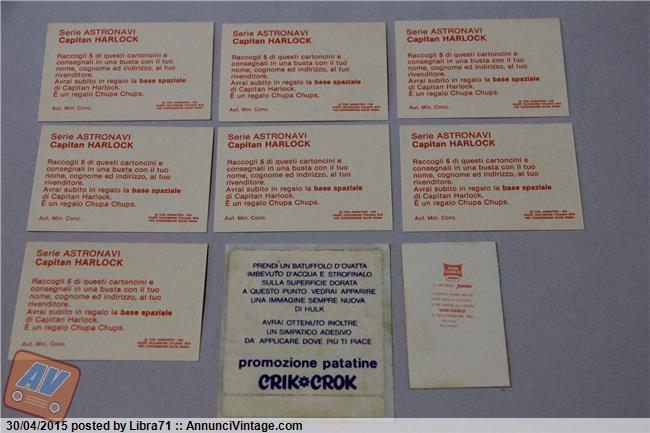 Serie ASTRONAVI
Capitan HARLOCK
Raccogli 5 di questi cartoncini e
consegnali in una busta con il tuo
nome, cognome ed indirizzo, al tuo
rivenditore.
Avrai subito in regalo la base spaziale
di Capitan Harlock.
È un regalo Chupa Chups.
Aut. Min. Conc.
Serie ASTRONAVI
Capitan HARLOCK
Raccogli 5 di questi cartoncini e
consegnali in una busta con il tuo
nome, cognome ed indirizzo, al tuo
rivenditore.
Avrai subito in regalo la base spaziale
di Capitan Harlock.
È un regalo Chupa Chups.
Aut. Min. Conc.
Serie ASTRONAVI
Capitan HARLOCK
Raccogli 5 di questi cartoncini e
consegnali in una busta con il tuo
nome, cognome ed indirizzo, al tuo
rivenditore.
Avrai subito in regalo la base spaziale
di Capitan Harlock.
È un regalo Chupa Chups.
Aut. Min. Conc.
Serie ASTRONAVI
Capitan HARLOCK
Raccogli 5 di questi cartoncini e
consegnali in una busta con il tuo
nome, cognome ed indirizzo, al tuo
rivenditore.
Avrai subito in regalo la base spaziale
di Capitan Harlock.
È un regalo Chupa Chups.
Aut. Min. Conc.
Serie ASTRONAVI
Capitan HARLOCK
Raccogli 5 di questi cartoncini e
consegnali in una busta con il tuo
nome, cognome ed indirizzo, al tuo
rivenditore.
Avrai subito in regalo la base spaziale
di Capitan Harlock.
È un regalo Chupa Chups.
Aut. Min. Conc.
Serie ASTRONAVI
Capitan HARLOCK
Raccogli 5 di questi cartoncini e
consegnali in una busta con il tuo
nome, cognome ed indirizzo, al tuo
rivenditore.
Avrai subito in regalo la base spaziale
di Capitan Harlock.
È un regalo Chupa Chups.
Aut. Min. Conc.
Serie ASTRONAVI
Capitan HARLOCK
Raccogli 5 di questi cartoncini e
consegnali in una busta con il tuo
nome, cognome ed indirizzo, al tuo
rivenditore.
Avrai subito in regalo la base spaziale
di Capitan Harlock.
È un regalo Chupa Chups.
Aut. Min. Conc.
PRENDI UN BATUFFOLO D'OVATTA
IMBEVUTO D'ACQUA E STROFINALO
SULLA SUPERFICIE DORATA
A QUESTO PUNTO VEDRAI APPARIRE
UNA IMMAGINE SEMPRE NUOVA
DI HULK
AVRAI OTTENUTO INOLTRE
UN SIMPATICO ADESIVO
DA APPLICARE DOVE PIÙ TI PIACE
promozione patatine
CRIK CROK
SAN
CARLO
SAN CARLO
AV
30/04/2015 posted by Libra71 :: AnnunciVintage.com